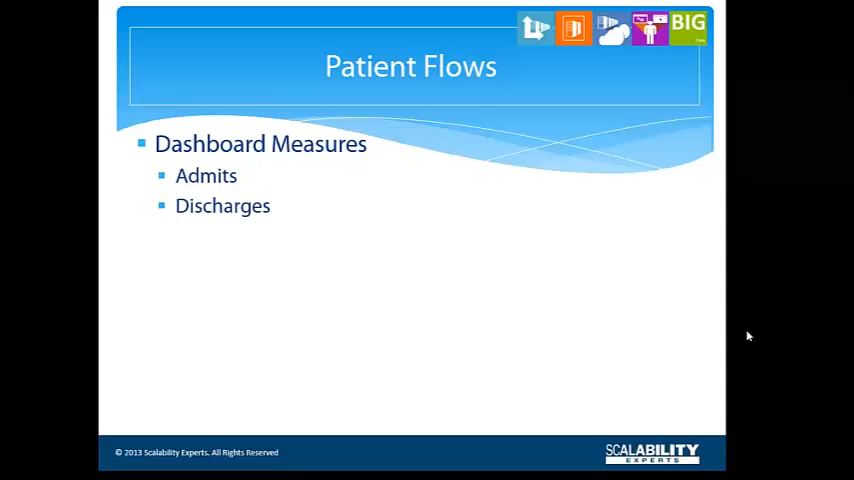 BIG
Patient Flows
Dashboard Measures
Admits
Discharges
© 2013 Scalability Experts. All Rights Reserved
SCALABILITY
EXPERTS